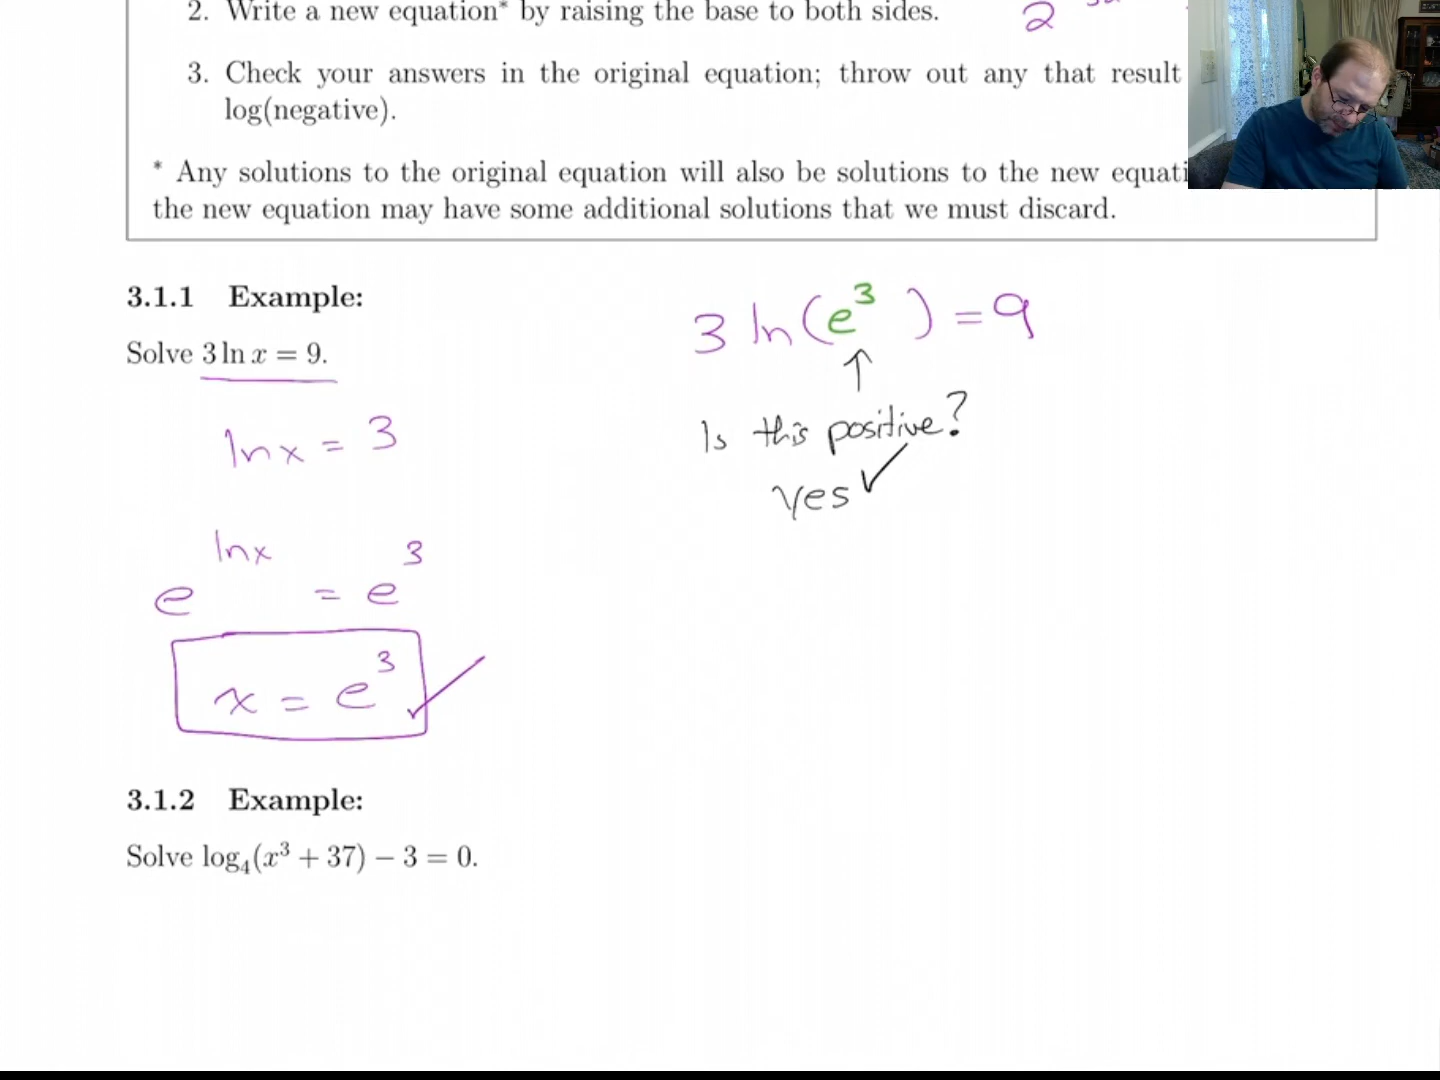 2. Write a new equation* by raising the base to both sides.
2
3. Check your answers in the original equation; throw out any that result
log(negative).
* Any solutions to the original equation will also be solutions to the new equati
the new equation may have some additional solutions that we must discard.
3.1.1 Example:
Solve 3 ln x = 9.
ln x = 3
e^ln x = e^3
x = e^3 ✓
3 ln(e^3) = 9
↑
Is this positive?
yes ✓
3.1.2 Example:
Solve log₄(x³ + 37) − 3 = 0.